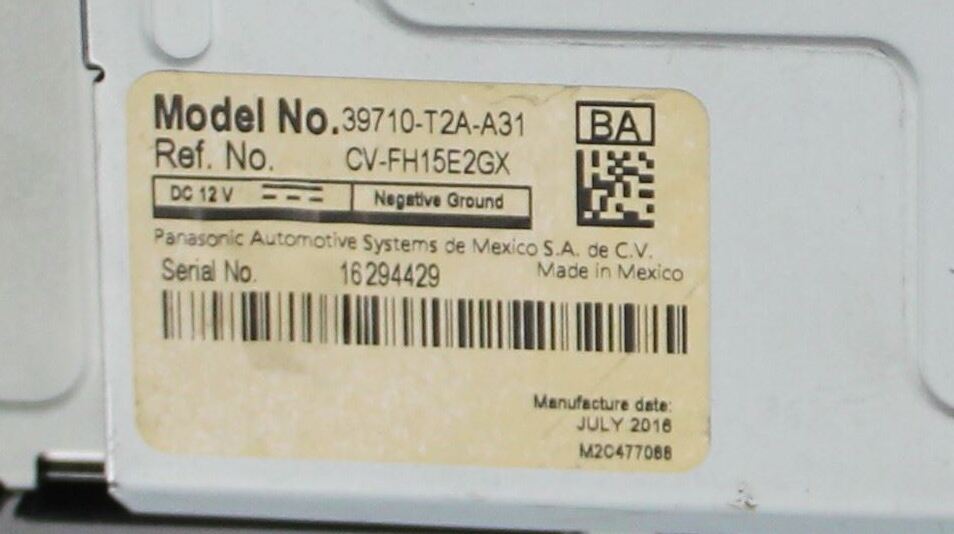 Model No. 39710-T2A-A31
BA
Ref. No. CV-FH15E2GX
DC 12 V Negative Ground
Panasonic Automotive Systems de Mexico S.A. de C.V.
Serial No. 16294429 Made in Mexico
Manufacture date:
JULY 2016
M2C477088